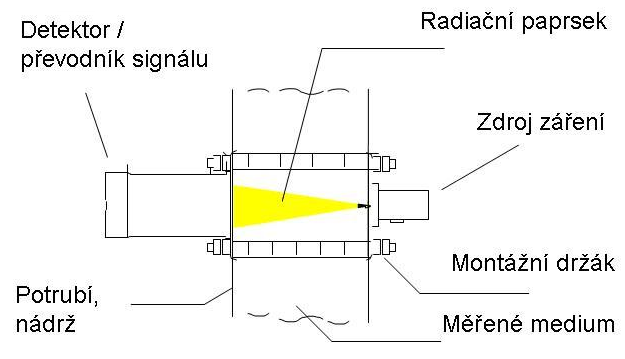 Detektor /
převodník signálu
Radiační paprsek
Zdroj záření
Montážní držák
Potrubí,
nádrž
Měřené medium